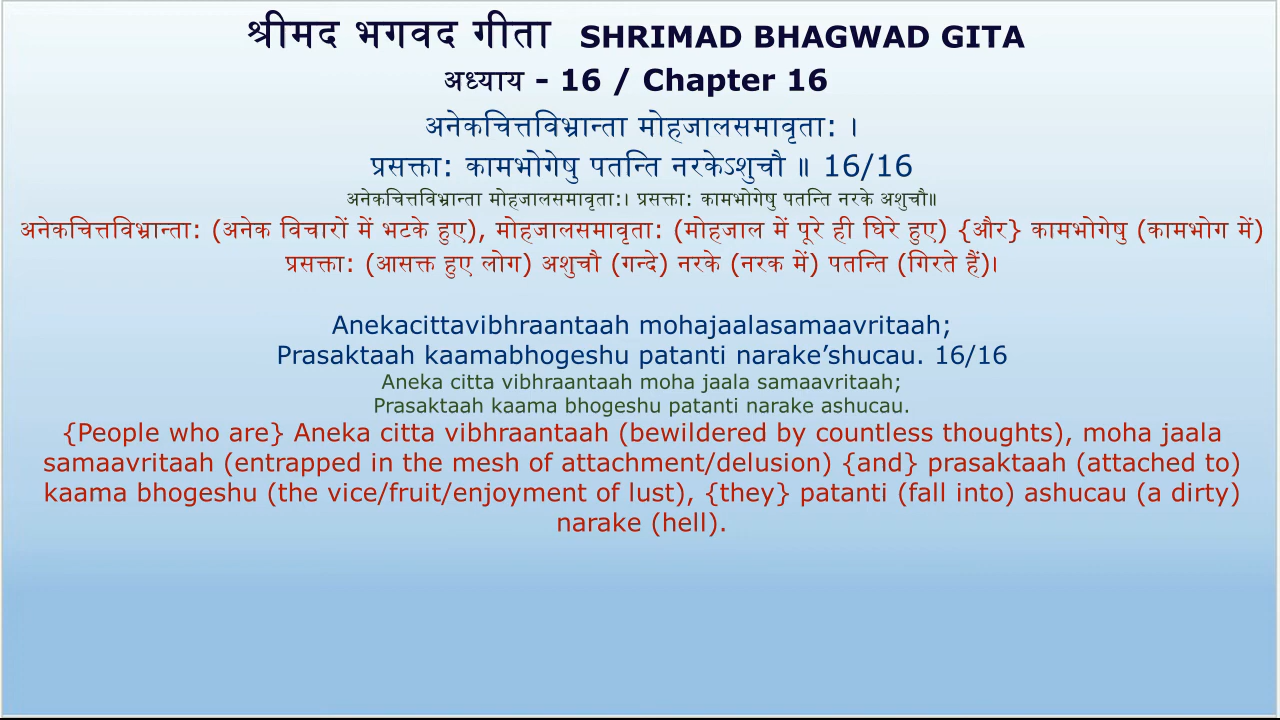 श्रीमद भगवद गीता SHRIMAD BHAGWAD GITA
अध्याय - 16 / Chapter 16
अनेकचित्तविभ्रान्ता मोहजालसमावृता: ।
प्रसक्ता: कामभोगेषु पतन्ति नरकेऽशुचौ ॥ 16/16
अनेकचित्तविभ्रान्ता मोहजालसमावृता:। प्रसक्ता: कामभोगेषु पतन्ति नरके अशुचौ॥
अनेकचित्तविभ्रान्ता: (अनेक विचारों में भटके हुए), मोहजालसमावृता: (मोहजाल में पूरे ही घिरे हुए) {और} कामभोगेषु (कामभोग में)
प्रसक्ता: (आसक्त हुए लोग) अशुचौ (गन्दे) नरके (नरक में) पतन्ति (गिरते हैं)।
Anekacittavibhraantaah mohajaalasamaavritaah;
Prasaktaah kaamabhogeshu patanti narake’shucau. 16/16
Aneka citta vibhraantaah moha jaala samaavritaah;
Prasaktaah kaama bhogeshu patanti narake ashucau.
{People who are} Aneka citta vibhraantaah (bewildered by countless thoughts), moha jaala
samaavritaah (entrapped in the mesh of attachment/delusion) {and} prasaktaah (attached to)
kaama bhogeshu (the vice/fruit/enjoyment of lust), {they} patanti (fall into) ashucau (a dirty)
narake (hell).